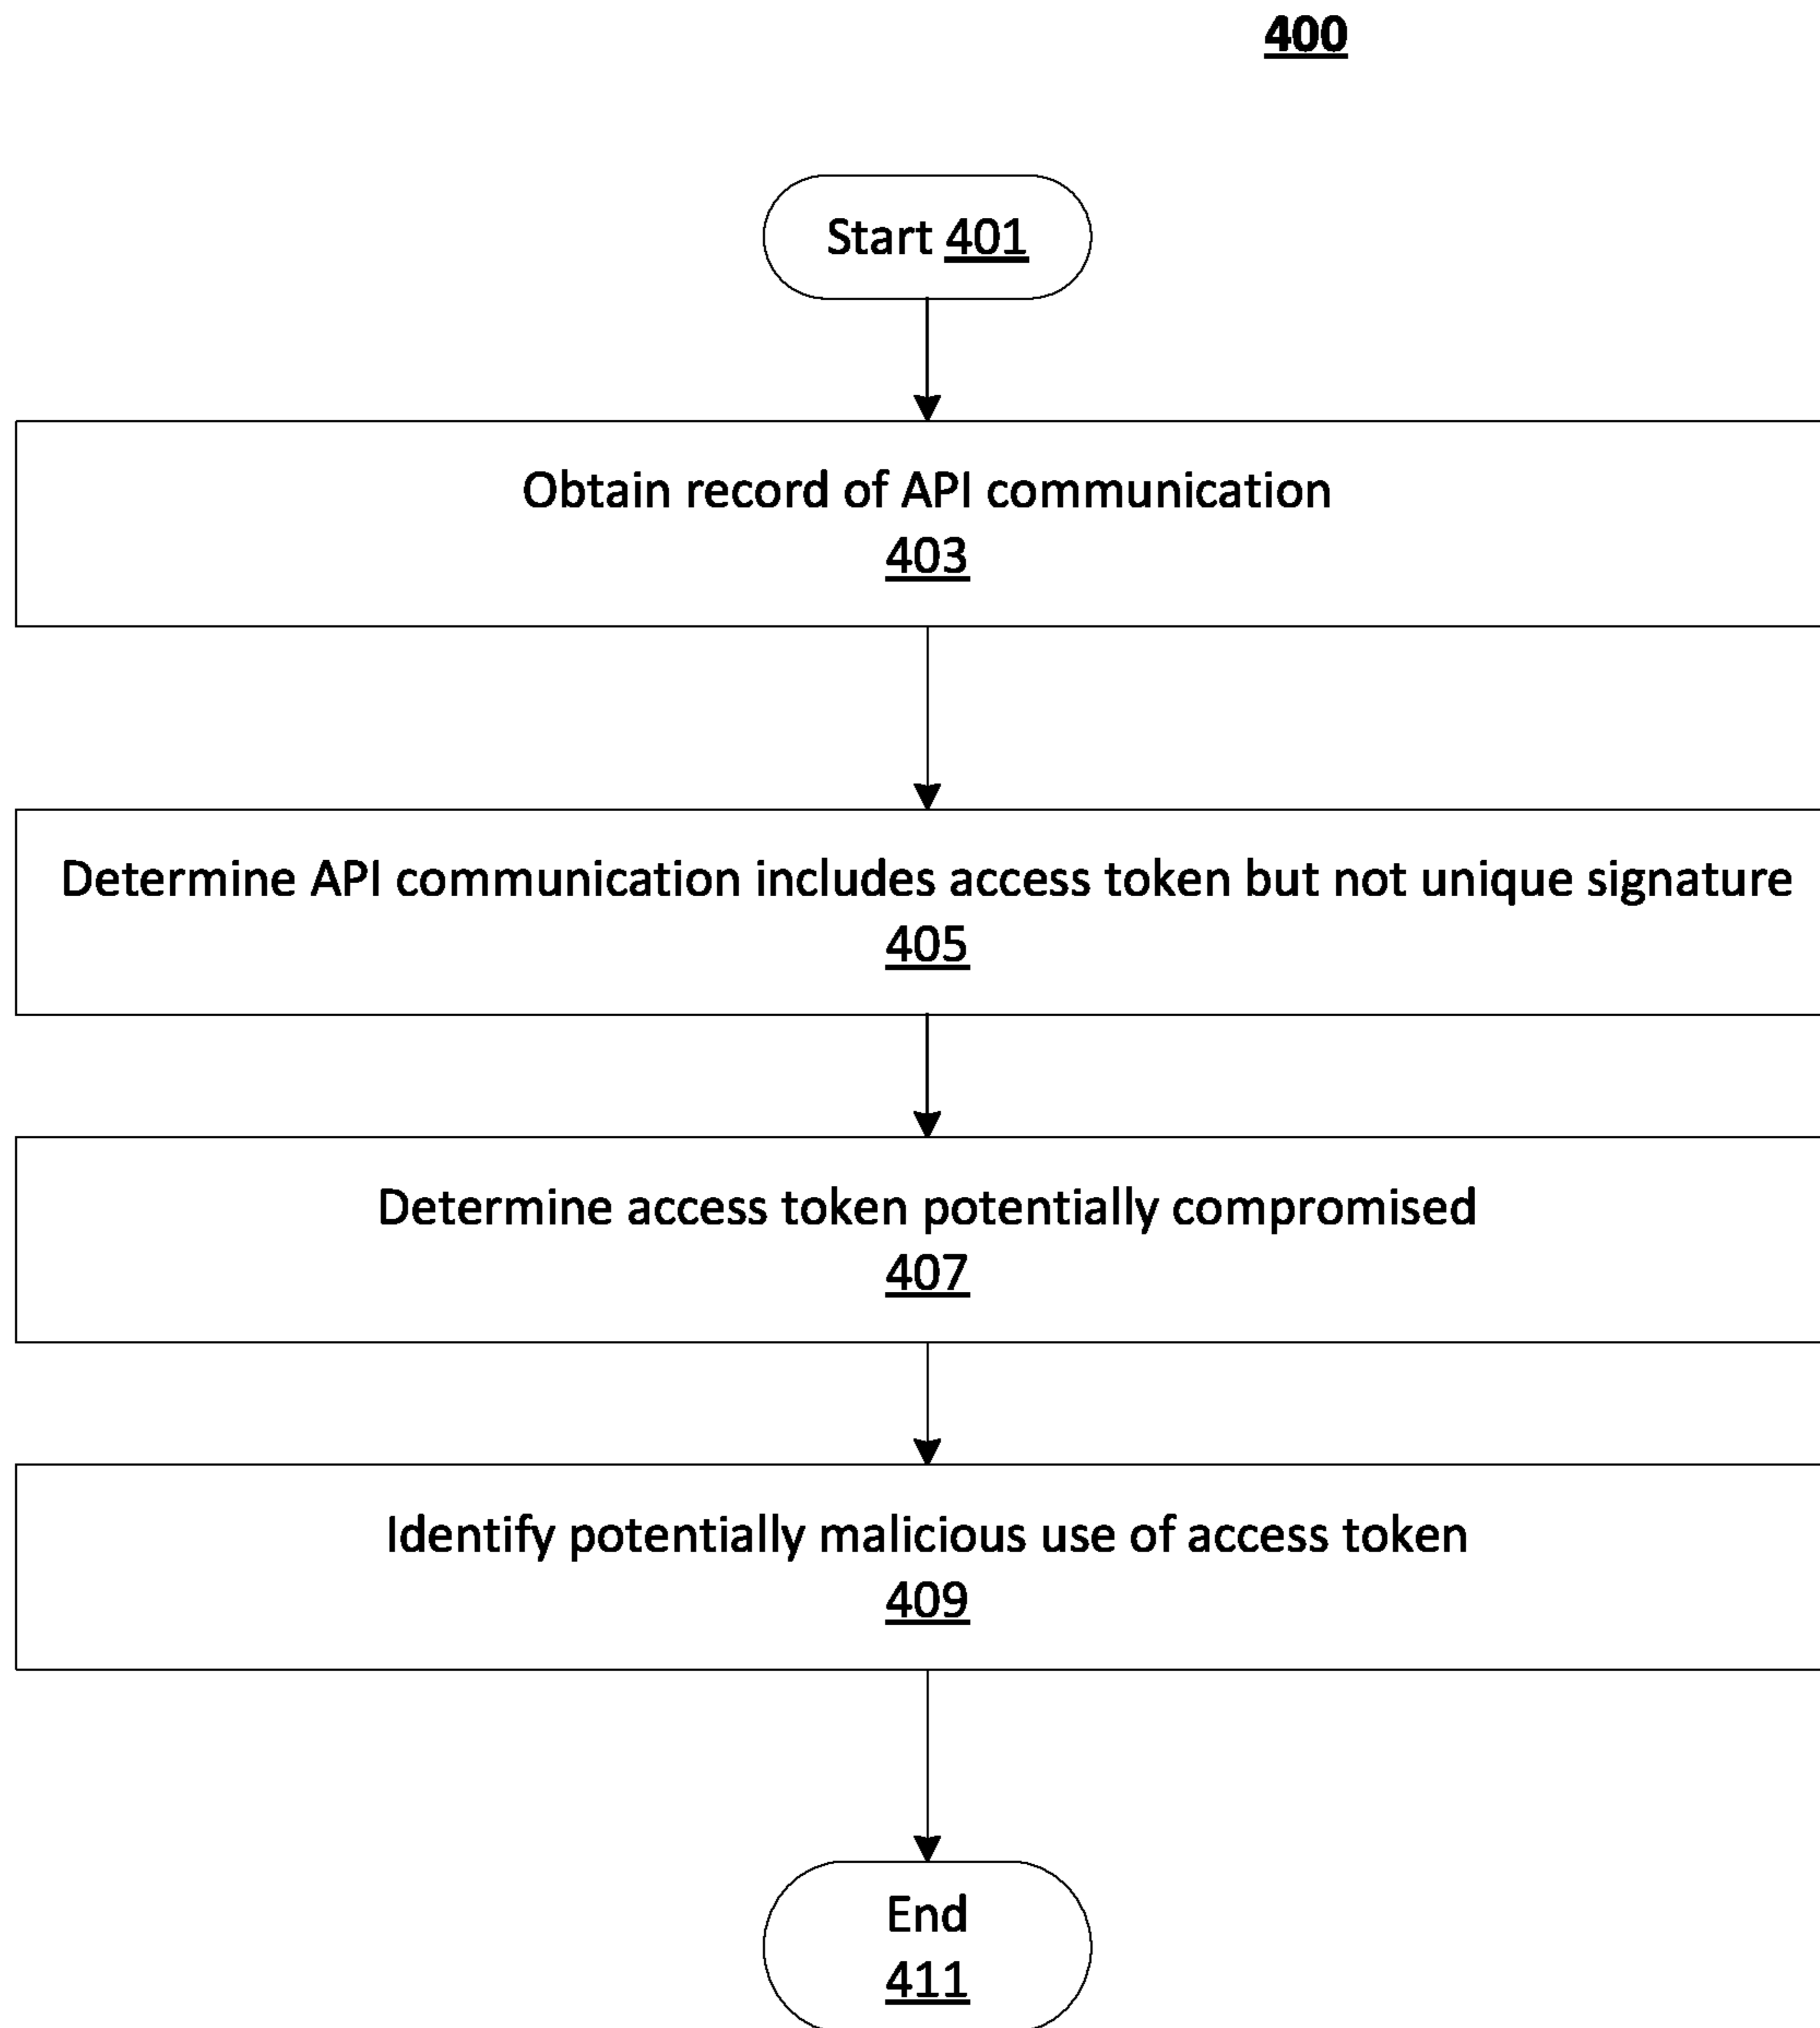 400
Start 401
Obtain record of API communication
403
Determine API communication includes access token but not unique signature
405
Determine access token potentially compromised
407
Identify potentially malicious use of access token
409
End
411